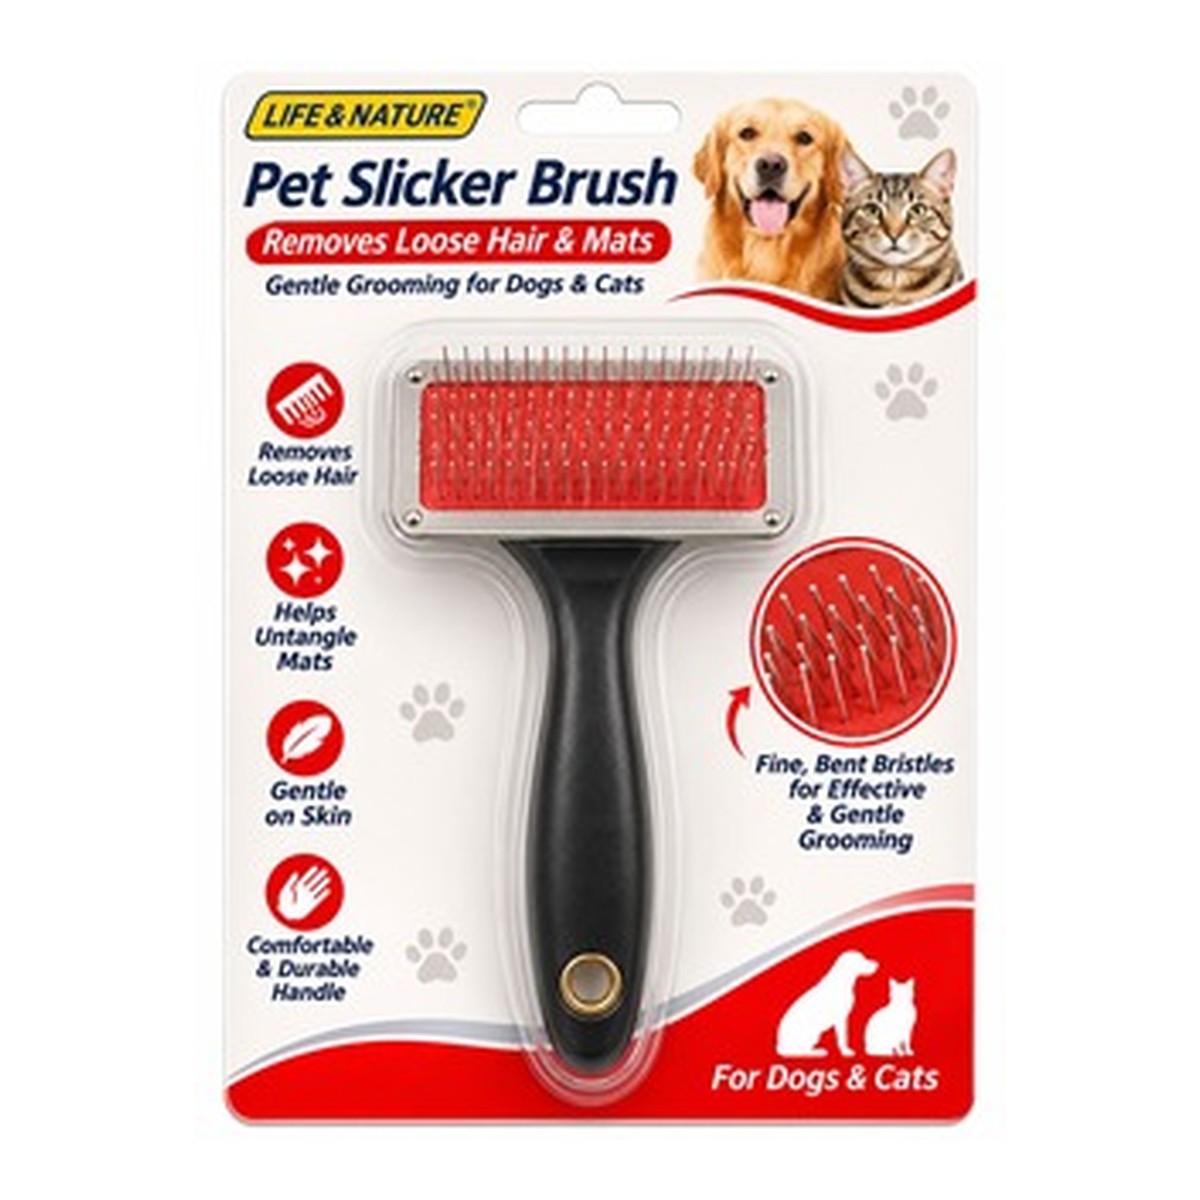 LIFE & NATURE®
Pet Slicker Brush
Removes Loose Hair & Mats
Gentle Grooming for Dogs & Cats
Removes
Loose Hair
Helps
Untangle
Mats
Gentle
on Skin
Comfortable
& Durable
Handle
Fine, Bent Bristles
for Effective
& Gentle
Grooming
For Dogs & Cats